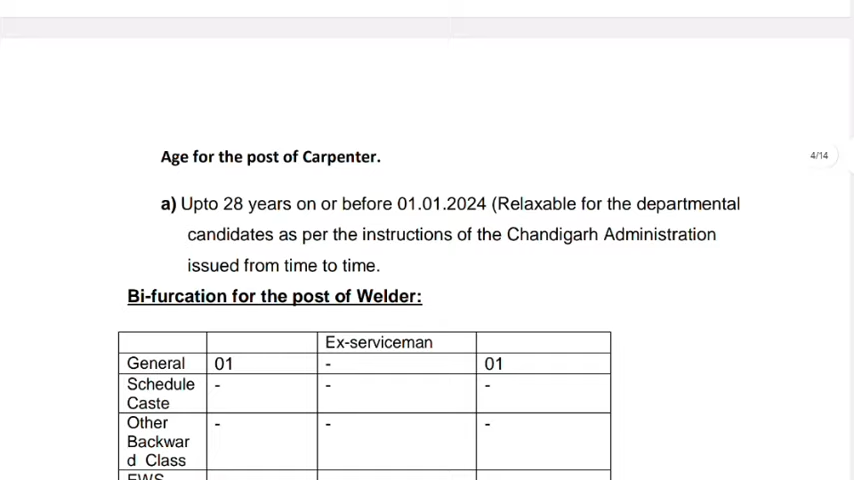 4/14
Age for the post of Carpenter.
a) Upto 28 years on or before 01.01.2024 (Relaxable for the departmental
candidates as per the instructions of the Chandigarh Administration
issued from time to time.
Bi-furcation for the post of Welder:
Ex-serviceman
General 01 - 01
Schedule - - -
Caste
Other - - -
Backwar
d Class
EWS